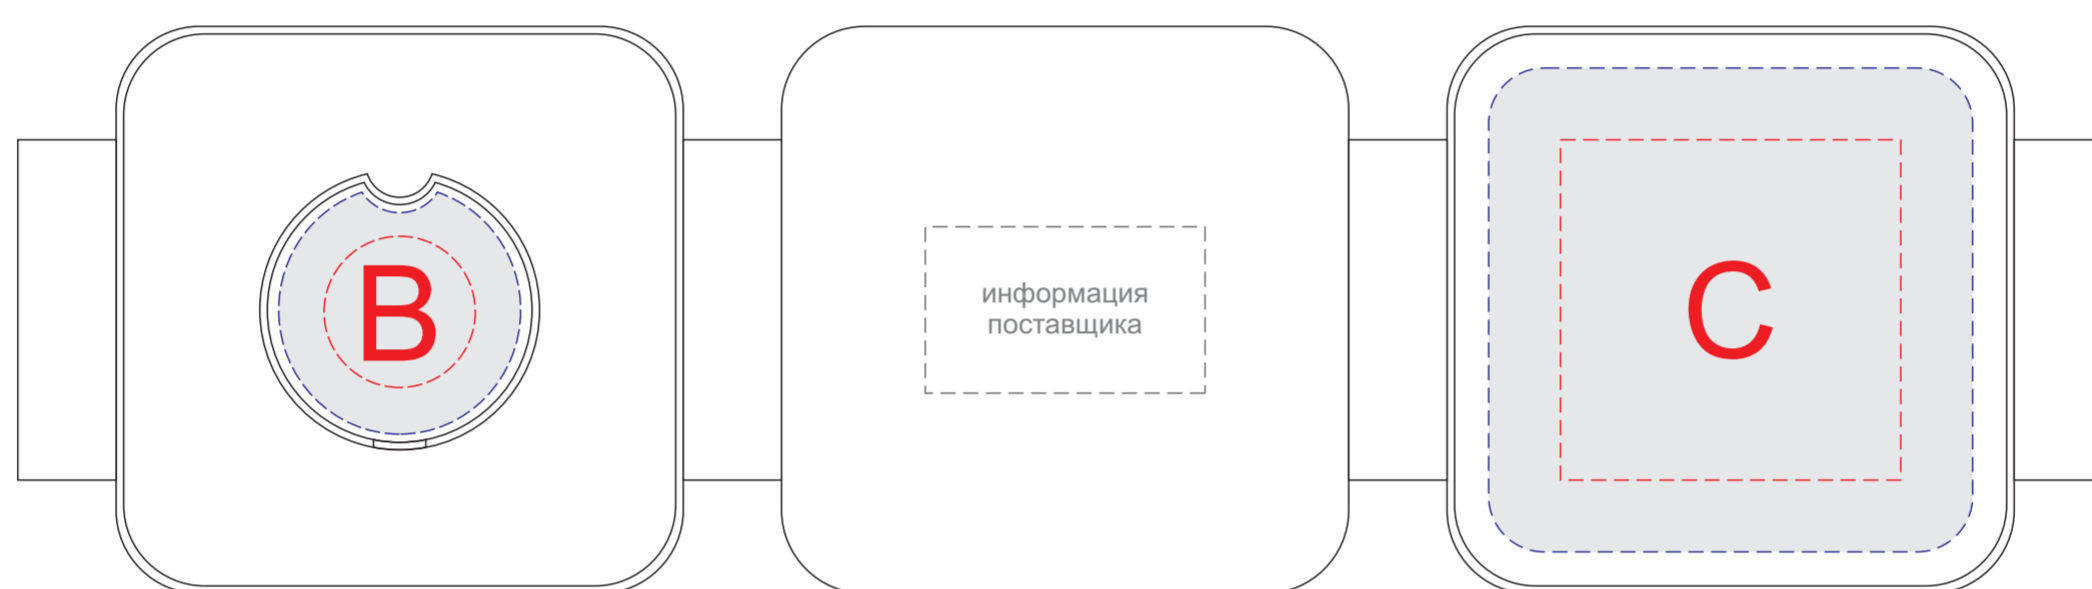 B
информация
поставщика
C